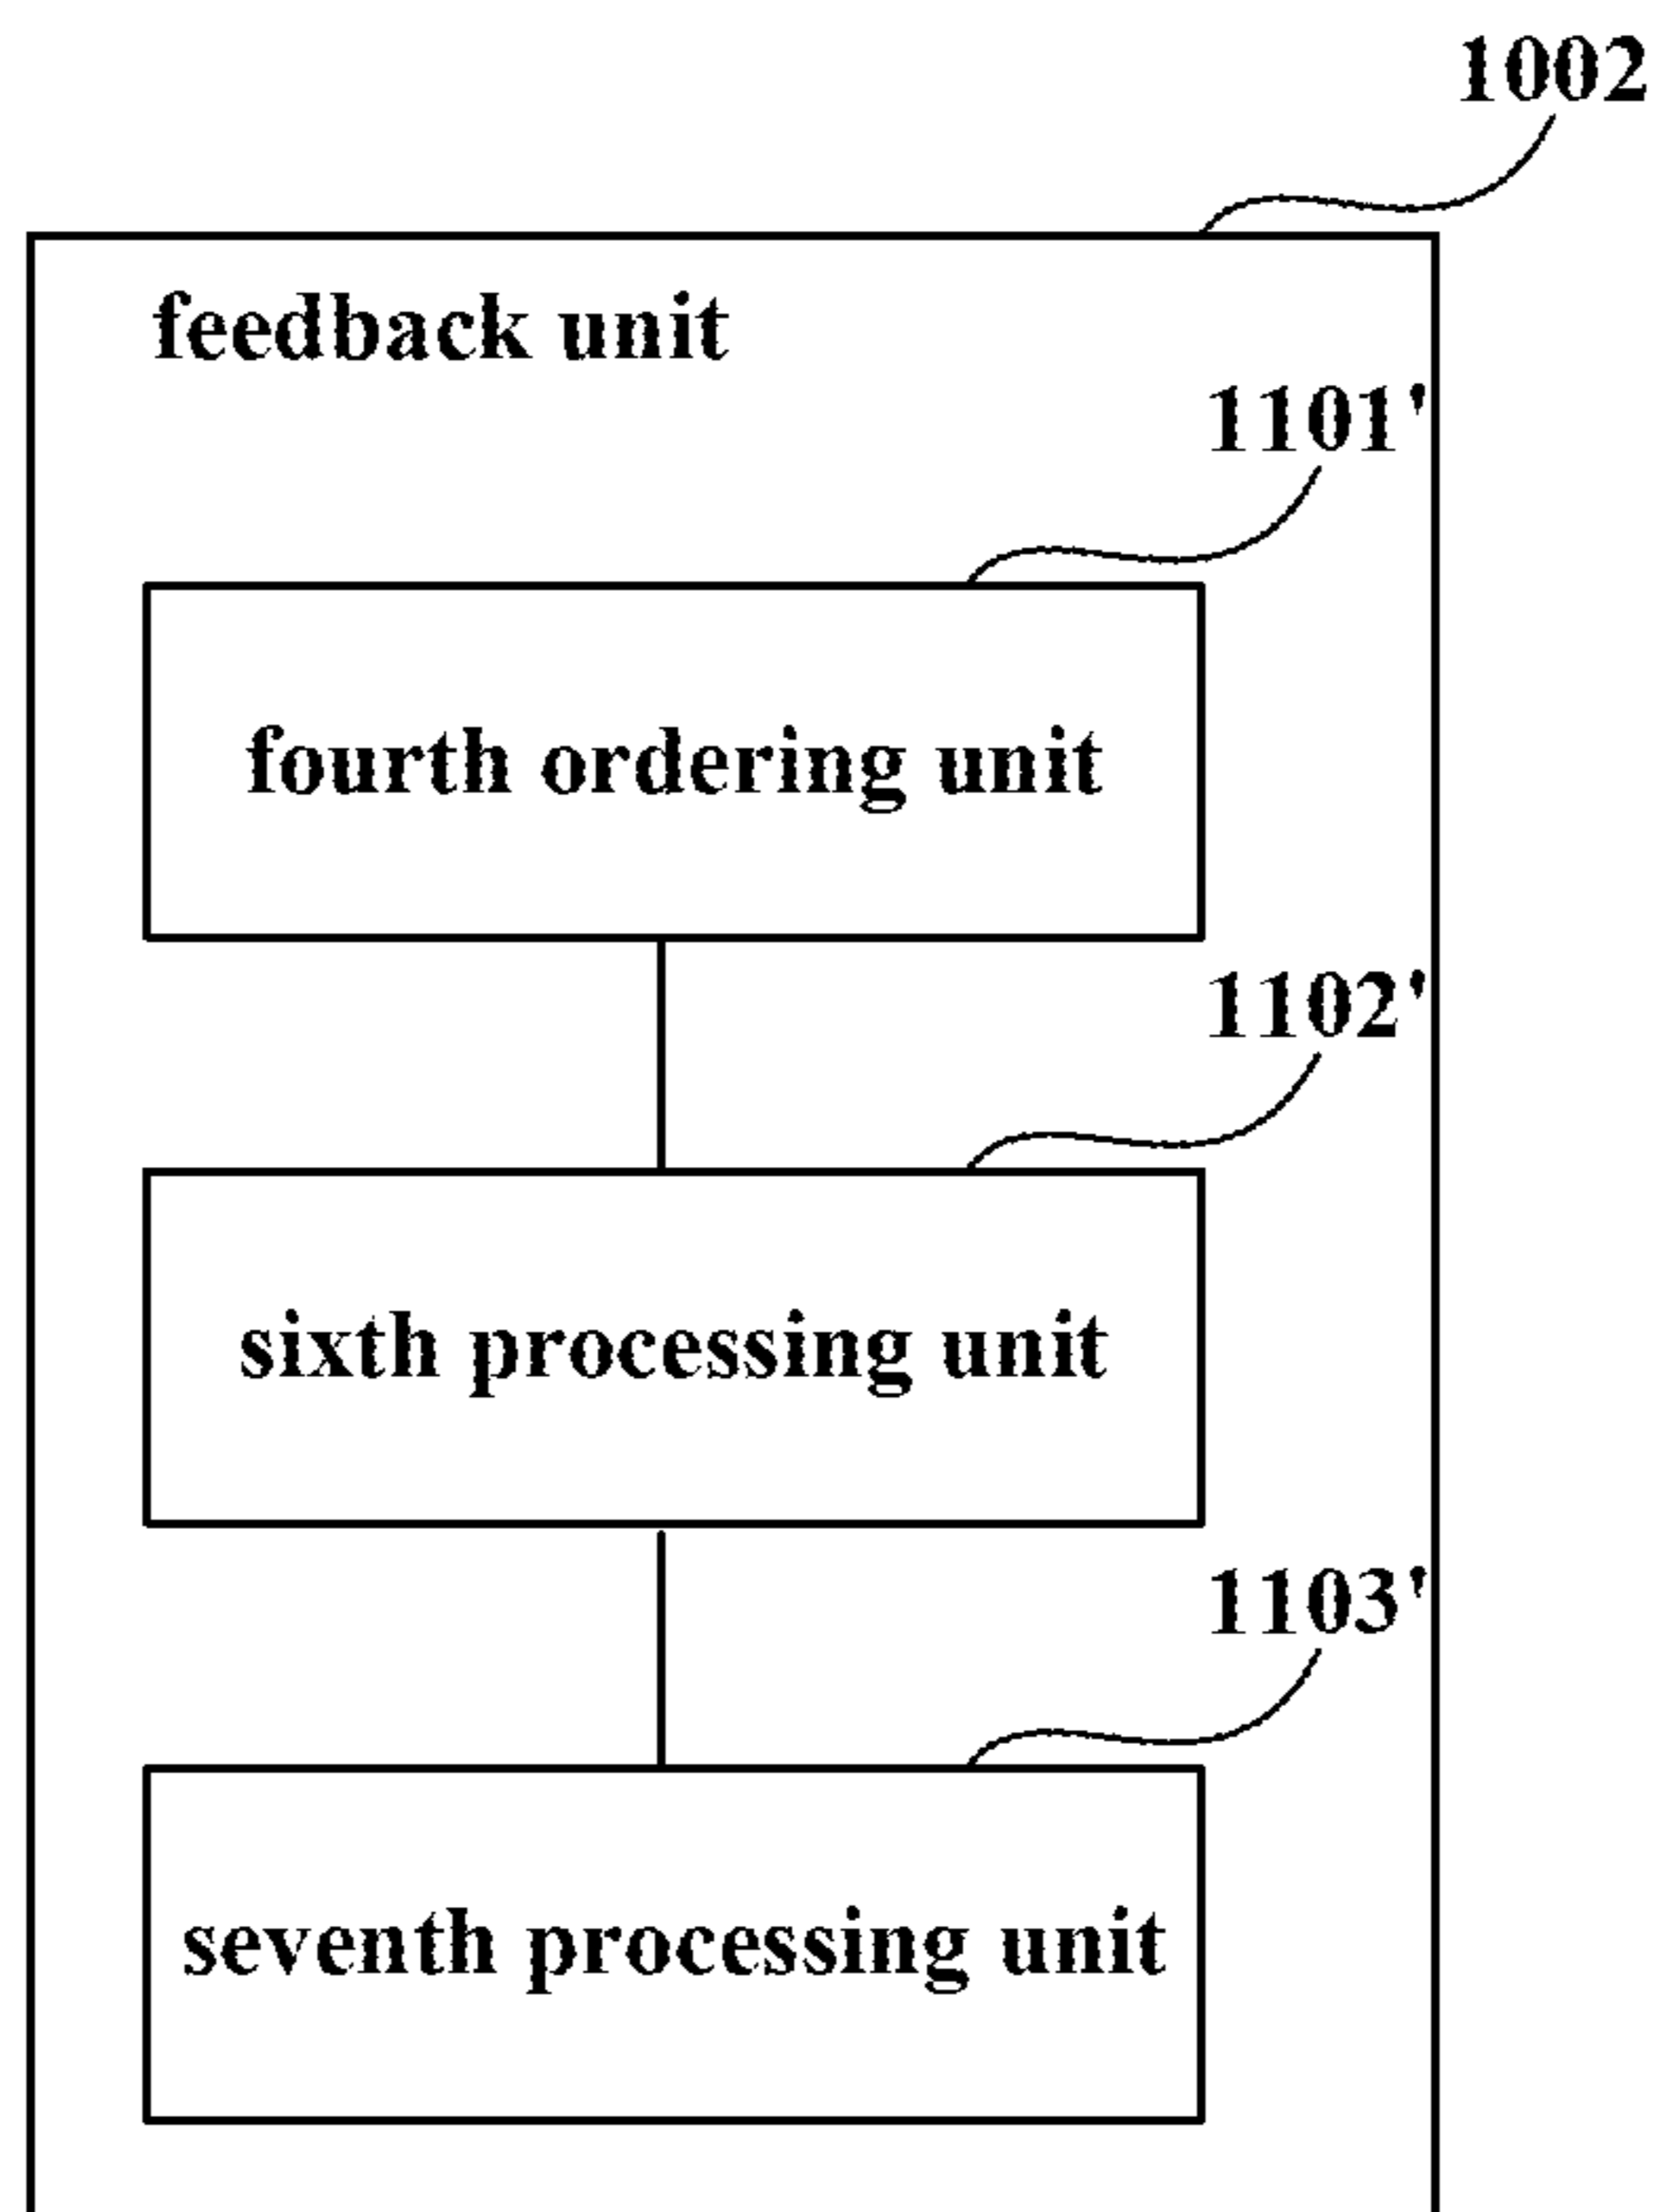 1002
feedback unit
1101'
fourth ordering unit
1102'
sixth processing unit
1103'
seventh processing unit